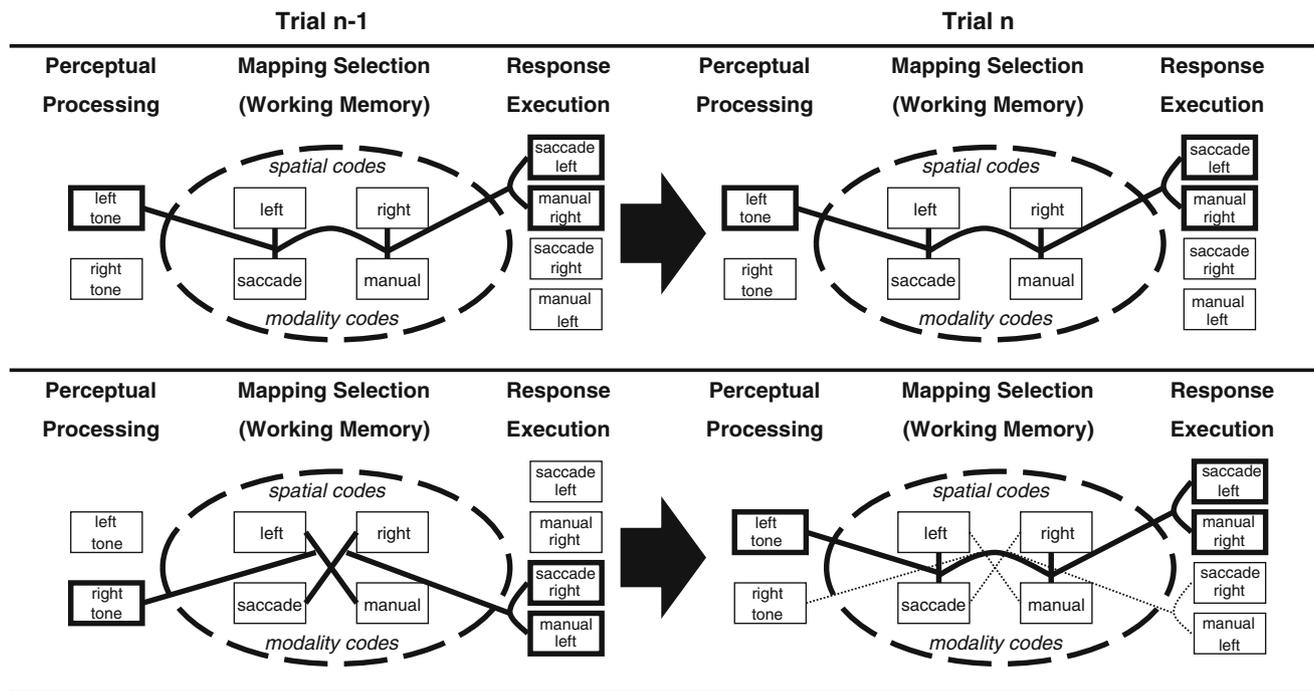 Trial n-1
Trial n
Perceptual
Processing
Mapping Selection
(Working Memory)
Response
Execution
Perceptual
Processing
Mapping Selection
(Working Memory)
Response
Execution
spatial codes
left
tone
right
tone
left
right
saccade
manual
modality codes
saccade
left
manual
right
saccade
right
manual
left
spatial codes
left
tone
right
tone
left
right
saccade
manual
modality codes
saccade
left
manual
right
saccade
right
manual
left
Perceptual
Processing
Mapping Selection
(Working Memory)
Response
Execution
Perceptual
Processing
Mapping Selection
(Working Memory)
Response
Execution
spatial codes
left
tone
right
tone
left
right
saccade
manual
modality codes
saccade
left
manual
right
saccade
right
manual
left
spatial codes
left
tone
right
tone
left
right
saccade
manual
modality codes
saccade
left
manual
right
saccade
right
manual
left